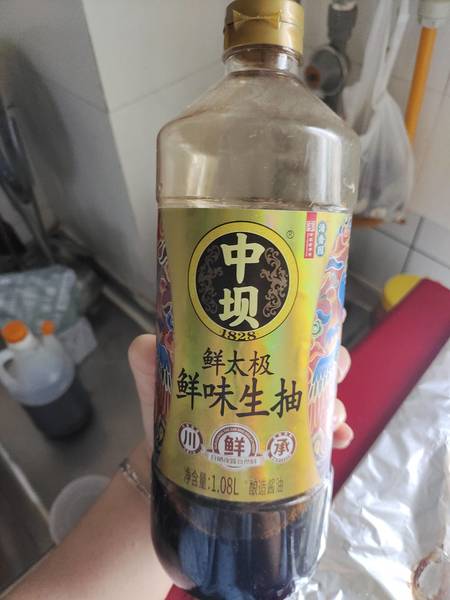 中
坝
®
1828
鲜太极
鲜味生抽
川 鲜 承
净含量:1.08L 酿造酱油